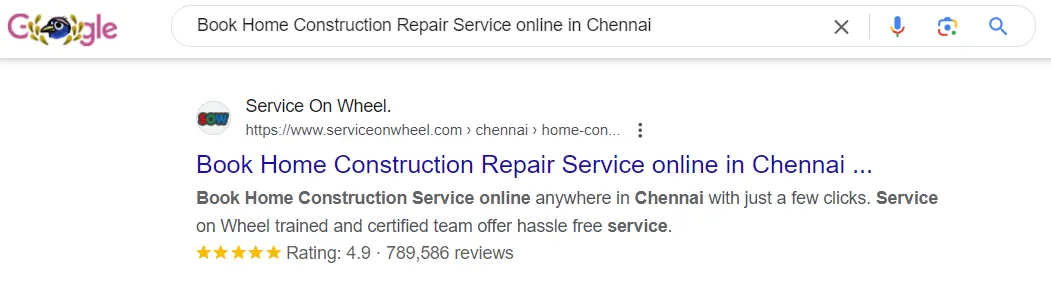 Google
Book Home Construction Repair Service online in Chennai
SOW
Service On Wheel.
https://www.serviceonwheel.com › chennai › home-con...
Book Home Construction Repair Service online in Chennai ...
Book Home Construction Service online anywhere in Chennai with just a few clicks. Service
on Wheel trained and certified team offer hassle free service.
Rating: 4.9 · 789,586 reviews